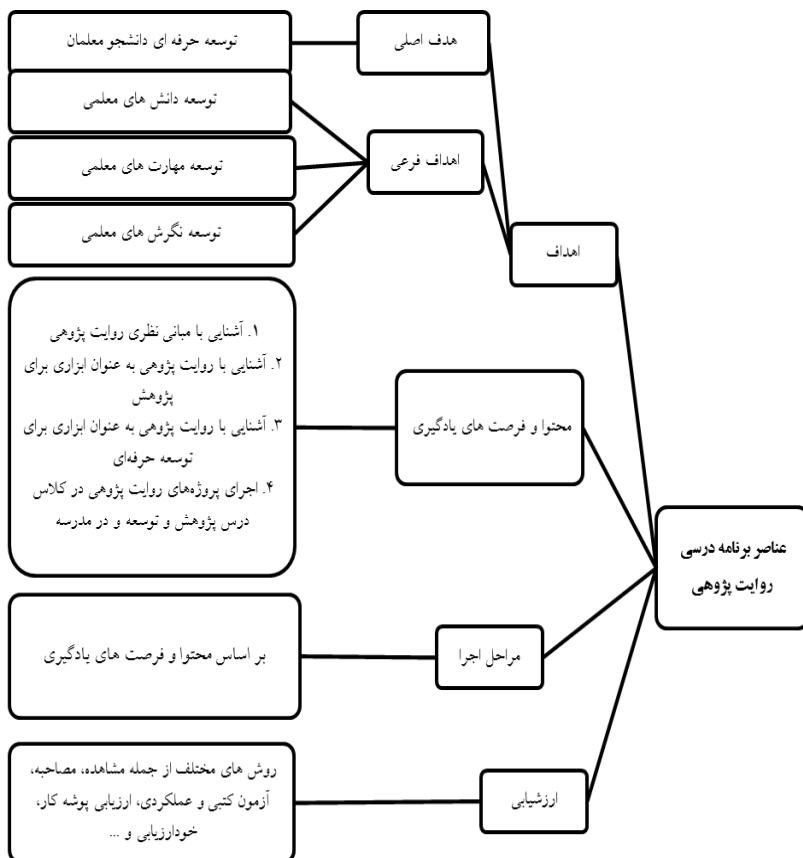 عناصر برنامه درسی
روایت پژوهی
اهداف
هدف اصلی
توسعه حرفه ای دانشجو معلمان
اهداف فرعی
توسعه دانش های معلمی
توسعه مهارت های معلمی
توسعه نگرش های معلمی
محتوا و فرصت های یادگیری
۱. آشنایی با مبانی نظری روایت پژوهی
۲. آشنایی با روایت پژوهی به عنوان ابزاری برای
پژوهش
۳. آشنایی با روایت پژوهی به عنوان ابزاری برای
توسعه حرفه‌ای
۴. اجرای پروژه‌های روایت پژوهی در کلاس
درس پژوهش و توسعه و در مدرسه
مراحل اجرا
بر اساس محتوا و فرصت های یادگیری
ارزشیابی
روش های مختلف از جمله مشاهده، مصاحبه،
آزمون کتبی و عملکردی، ارزیابی پوشه کار،
خودارزیابی و ...